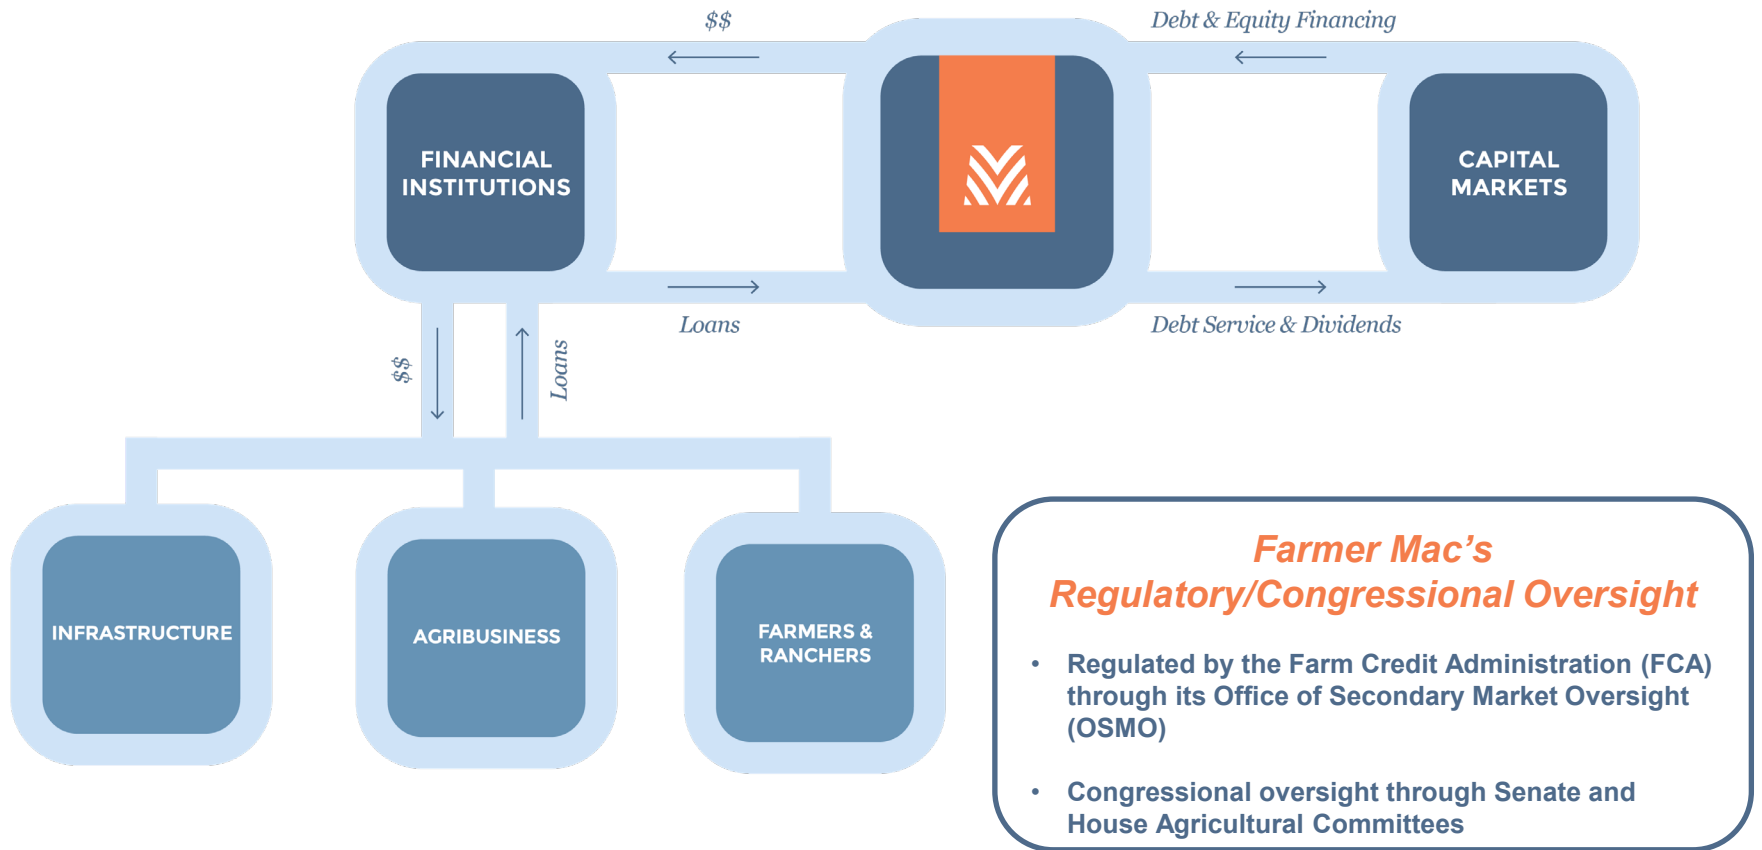 $$
Debt & Equity Financing
FINANCIAL
INSTITUTIONS
CAPITAL
MARKETS
Loans
Debt Service & Dividends
$$
Loans
INFRASTRUCTURE
AGRIBUSINESS
FARMERS &
RANCHERS
Farmer Mac’s
Regulatory/Congressional Oversight
• Regulated by the Farm Credit Administration (FCA)
through its Office of Secondary Market Oversight
(OSMO)
• Congressional oversight through Senate and
House Agricultural Committees